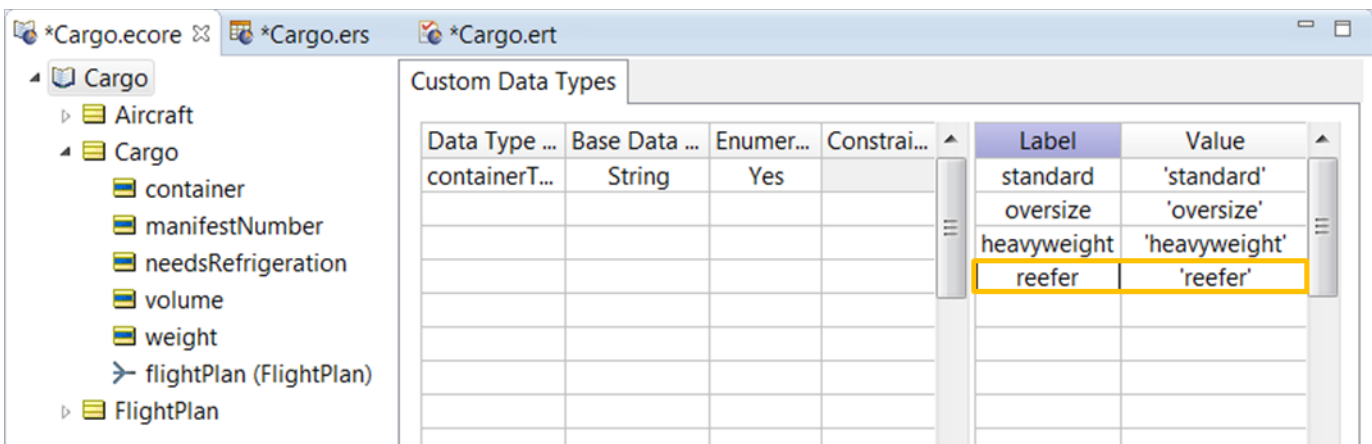 *Cargo.ecore *Cargo.ers *Cargo.ert
Cargo
Aircraft
Cargo
container
manifestNumber
needsRefrigeration
volume
weight
flightPlan (FlightPlan)
FlightPlan
Custom Data Types
Data Type ... Base Data ... Enumer... Constrai...
containerT... String Yes
Label Value
standard 'standard'
oversize 'oversize'
heavyweight 'heavyweight'
reefer 'reefer'